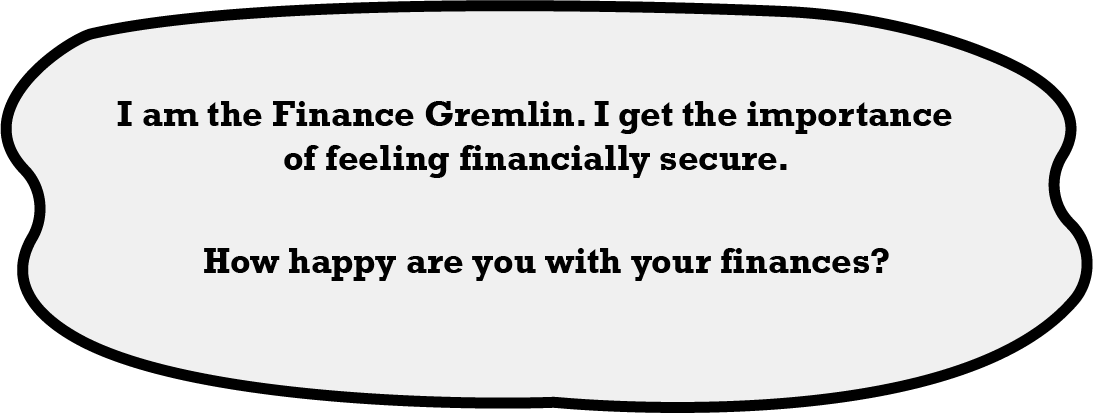 I am the Finance Gremlin. I get the importance
of feeling financially secure.
How happy are you with your finances?